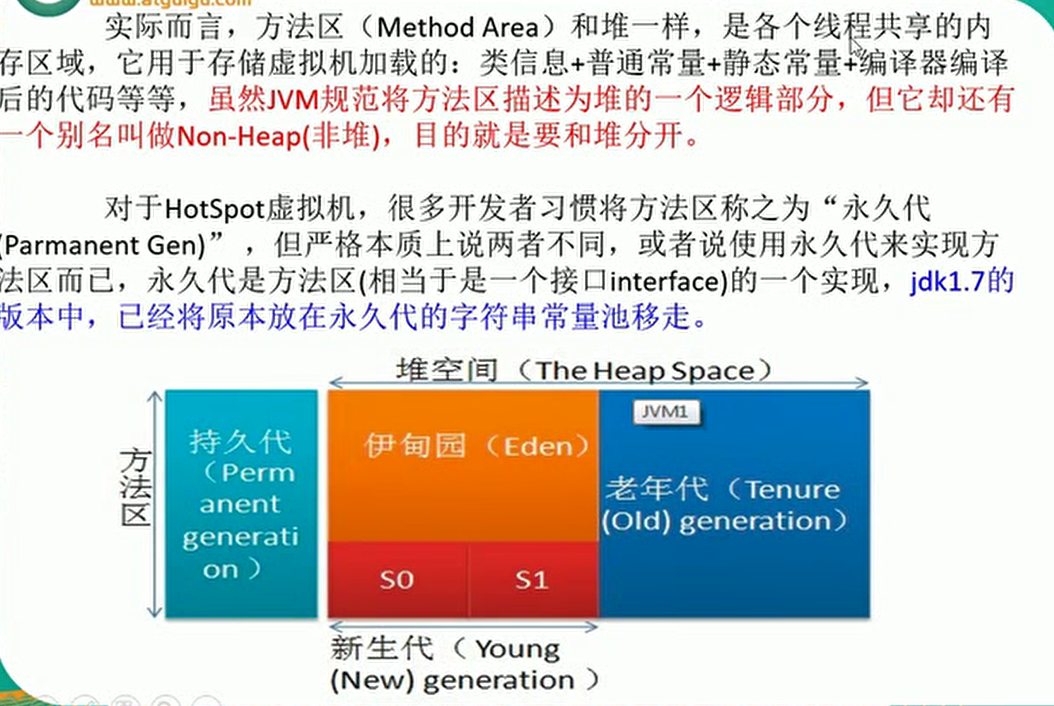 www.atguigu.com
实际而言，方法区（Method Area）和堆一样，是各个线程共享的内
存区域，它用于存储虚拟机加载的：类信息+普通常量+静态常量+编译器编译
后的代码等等，虽然JVM规范将方法区描述为堆的一个逻辑部分，但它却还有
一个别名叫做Non-Heap(非堆)，目的就是要和堆分开。
对于HotSpot虚拟机，很多开发者习惯将方法区称之为“永久代
(Parmanent Gen)” ，但严格本质上说两者不同，或者说使用永久代来实现方
法区而已，永久代是方法区(相当于是一个接口interface)的一个实现，jdk1.7的
版本中，已经将原本放在永久代的字符串常量池移走。
堆空间（The Heap Space）
方法区
持久代
（Perm
anent
generati
on ）
伊甸园（Eden）
S0
S1
JVM1
老年代（Tenure
(Old) generation）
新生代（ Young
(New) generation ）